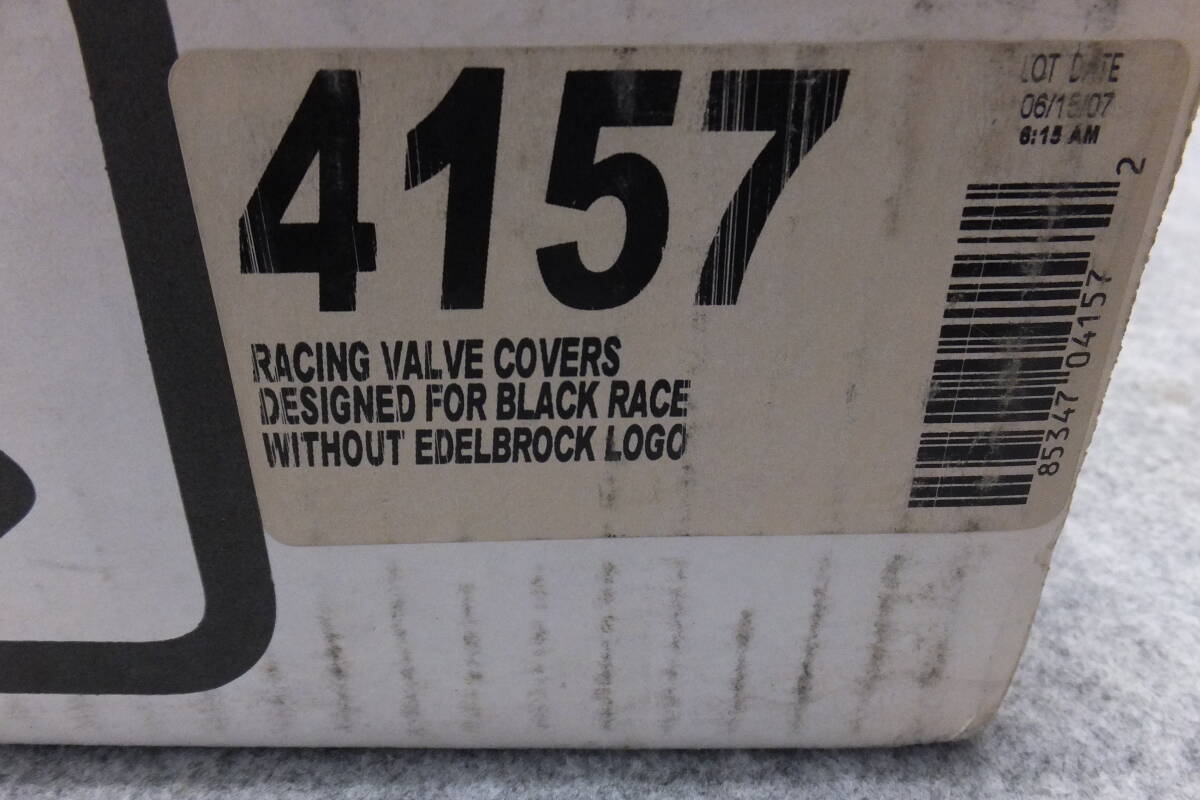 4157
RACING VALVE COVERS
DESIGNED FOR BLACK RACE
WITHOUT EDELBROCK LOGO
LOT DATE
06/15/07
6:15 AM
85347 04157 2